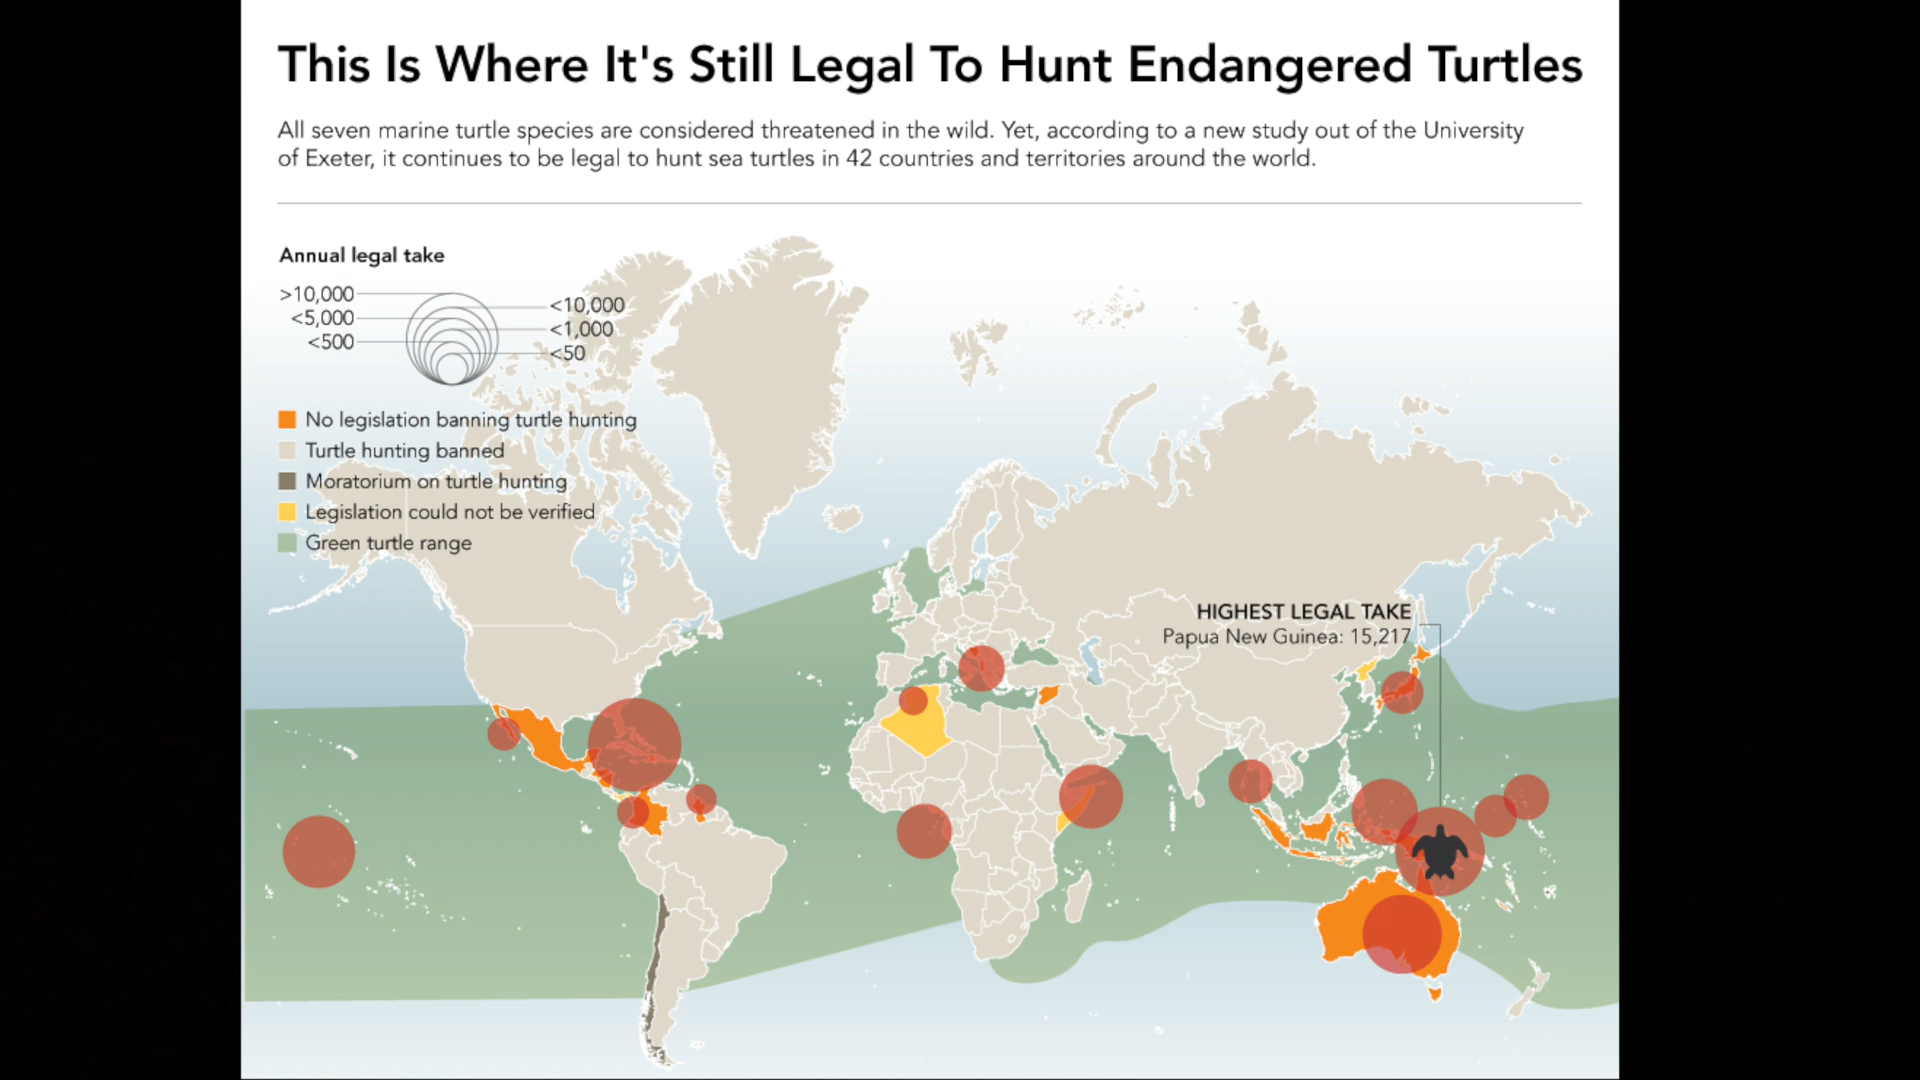 This Is Where It's Still Legal To Hunt Endangered Turtles
All seven marine turtle species are considered threatened in the wild. Yet, according to a new study out of the University
of Exeter, it continues to be legal to hunt sea turtles in 42 countries and territories around the world.
Annual legal take
>10,000
<10,000
<5,000
<1,000
<500
<50
No legislation banning turtle hunting
Turtle hunting banned
Moratorium on turtle hunting
Legislation could not be verified
Green turtle range
HIGHEST LEGAL TAKE
Papua New Guinea: 15,217